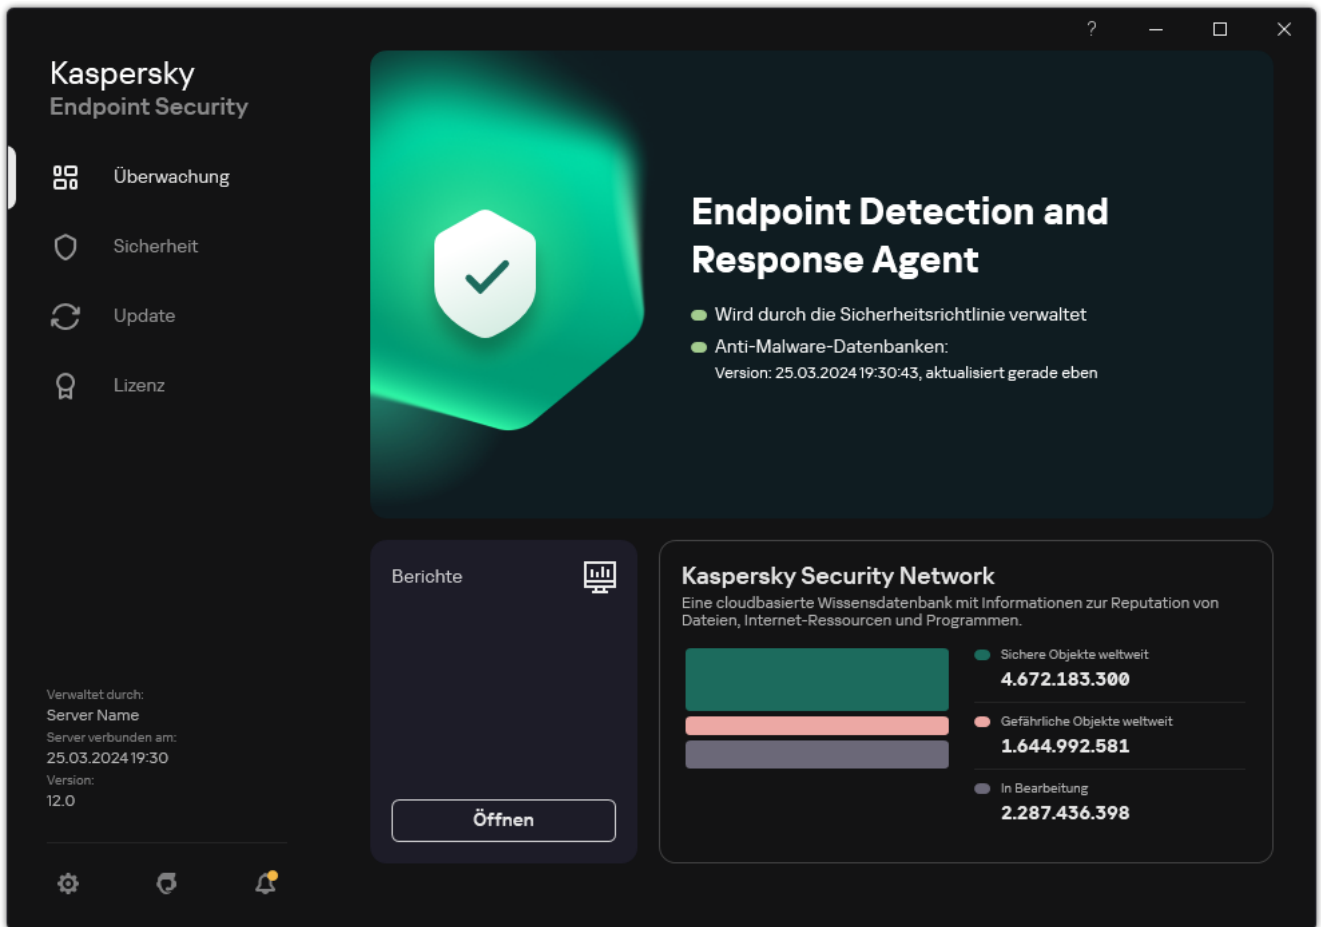 ?
Kaspersky
Endpoint Security
Überwachung
Sicherheit
Update
Lizenz
Endpoint Detection and
Response Agent
Wird durch die Sicherheitsrichtlinie verwaltet
Anti-Malware-Datenbanken:
Version: 25.03.2024 19:30:43, aktualisiert gerade eben
Berichte
Öffnen
Kaspersky Security Network
Eine cloudbasierte Wissensdatenbank mit Informationen zur Reputation von
Dateien, Internet-Ressourcen und Programmen.
Sichere Objekte weltweit
4.672.183.300
Gefährliche Objekte weltweit
1.644.992.581
In Bearbeitung
2.287.436.398
Verwaltet durch:
Server Name
Server verbunden am:
25.03.2024 19:30
Version:
12.0